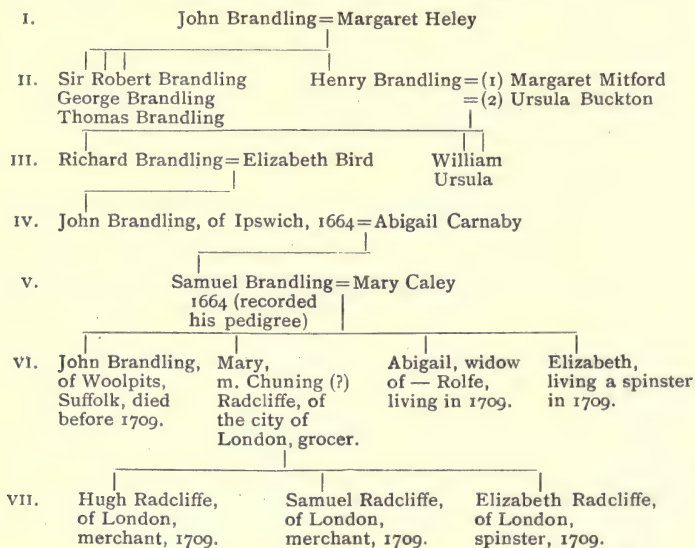 I. John Brandling=Margaret Heley
II. Sir Robert Brandling Henry Brandling=(1) Margaret Mitford
George Brandling =(2) Ursula Buckton
Thomas Brandling
III. Richard Brandling=Elizabeth Bird William
Ursula
IV. John Brandling, of Ipswich, 1664=Abigail Carnaby
V. Samuel Brandling=Mary Caley
1664 (recorded
his pedigree)
VI. John Brandling, Mary, Abigail, widow Elizabeth,
of Woolpits, m. Chuning (?) of — Rolfe, living a spinster
Suffolk, died Radcliffe, of living in 1709. in 1709.
before 1709. the city of
London, grocer.
VII. Hugh Radcliffe, Samuel Radcliffe, Elizabeth Radcliffe,
of London, of London, of London,
merchant, 1709. merchant, 1709. spinster, 1709.